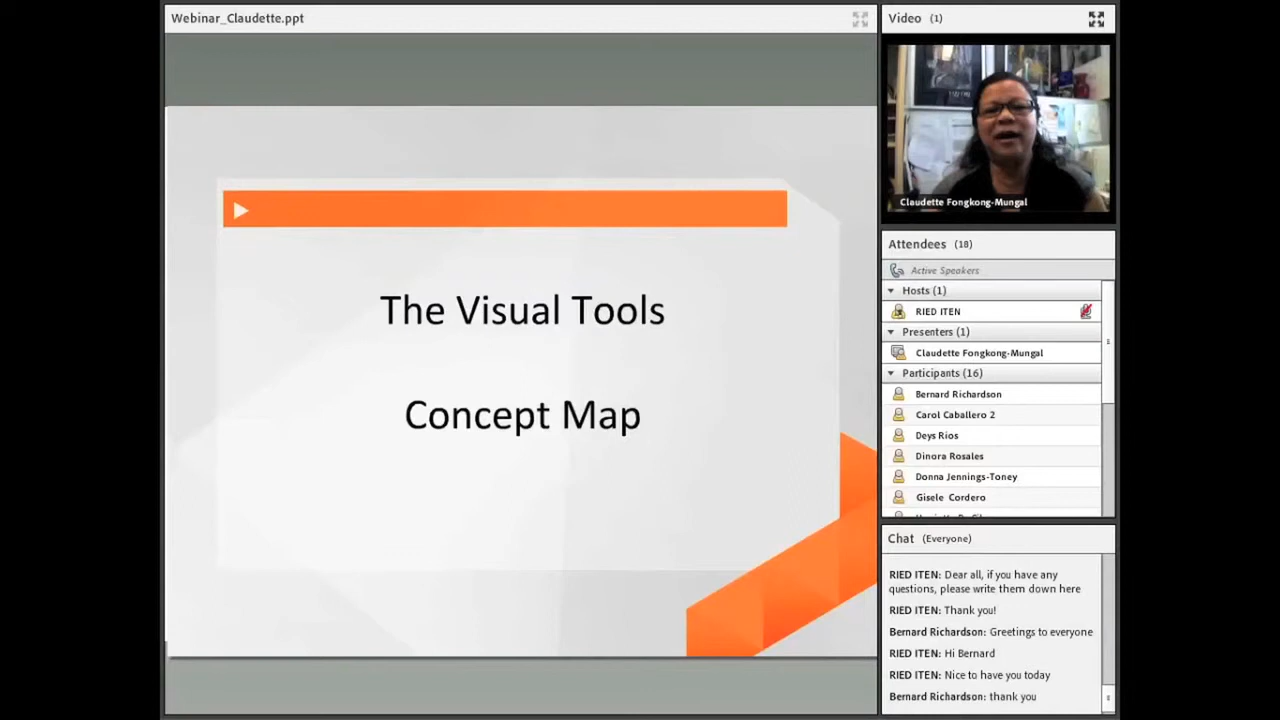 Webinar_Claudette.ppt
The Visual Tools
Concept Map
Video (1)
Claudette Fongkong-Mungal
Attendees (18)
Active Speakers
Hosts (1)
RIED ITEN
Presenters (1)
Claudette Fongkong-Mungal
Participants (16)
Bernard Richardson
Carol Caballero 2
Deys Rios
Dinora Rosales
Donna Jennings-Toney
Gisele Cordero
Chat (Everyone)
RIED ITEN: Dear all, if you have any
questions, please write them down here
RIED ITEN: Thank you!
Bernard Richardson: Greetings to everyone
RIED ITEN: Hi Bernard
RIED ITEN: Nice to have you today
Bernard Richardson: thank you